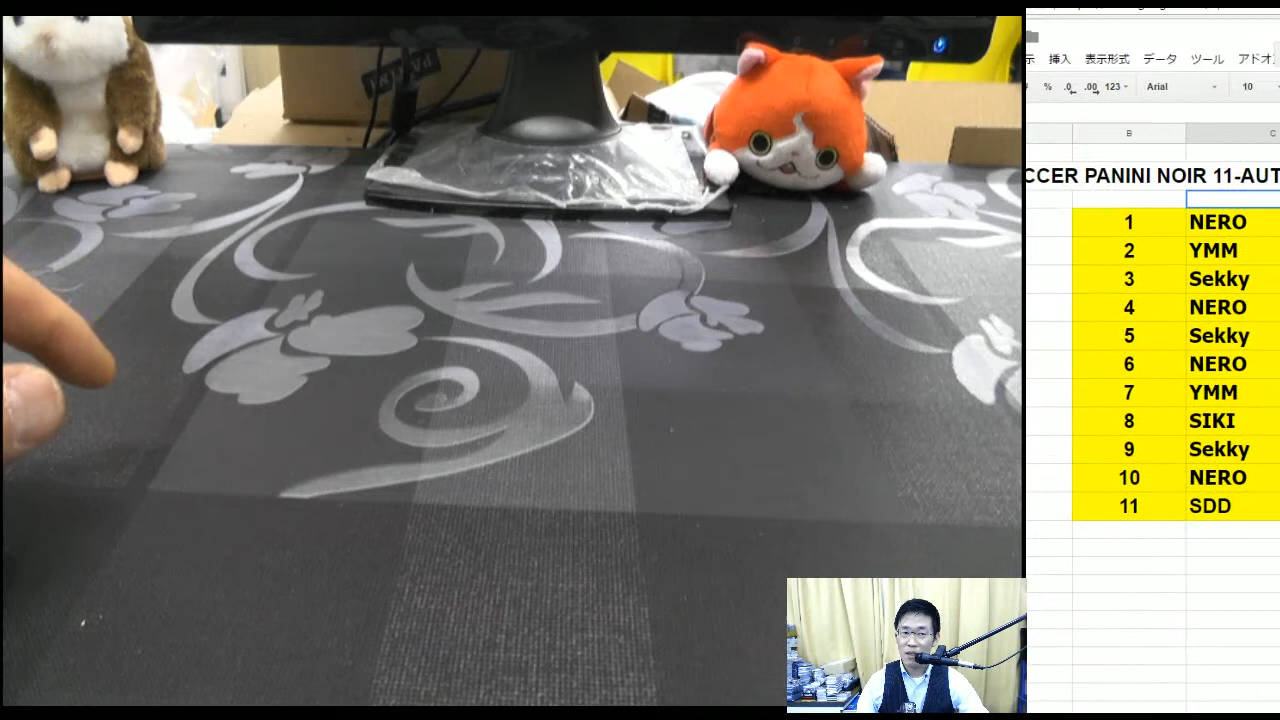 PANINI
示 挿入 表示形式 データ ツール アドオ
% .0 .00 123 Arial 10
B C
CCER PANINI NOIR 11-AUT
1 NERO
2 YMM
3 Sekky
4 NERO
5 Sekky
6 NERO
7 YMM
8 SIKI
9 Sekky
10 NERO
11 SDD